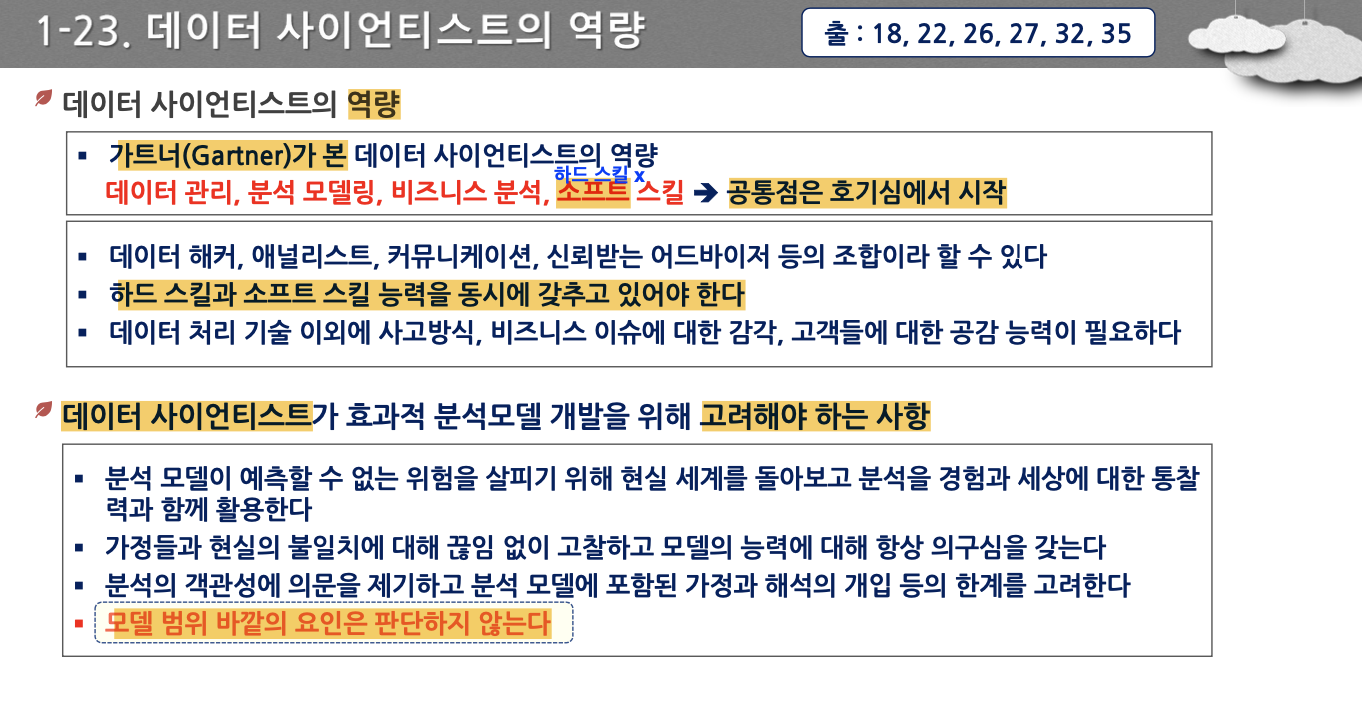 1-23. 데이터 사이언티스트의 역량
출 : 18, 22, 26, 27, 32, 35
데이터 사이언티스트의 역량
▪ 가트너(Gartner)가 본 데이터 사이언티스트의 역량
하드 스킬 x
데이터 관리, 분석 모델링, 비즈니스 분석, 소프트 스킬 ➔ 공통점은 호기심에서 시작
▪ 데이터 해커, 애널리스트, 커뮤니케이션, 신뢰받는 어드바이저 등의 조합이라 할 수 있다
▪ 하드 스킬과 소프트 스킬 능력을 동시에 갖추고 있어야 한다
▪ 데이터 처리 기술 이외에 사고방식, 비즈니스 이슈에 대한 감각, 고객들에 대한 공감 능력이 필요하다
데이터 사이언티스트가 효과적 분석모델 개발을 위해 고려해야 하는 사항
▪ 분석 모델이 예측할 수 없는 위험을 살피기 위해 현실 세계를 돌아보고 분석을 경험과 세상에 대한 통찰
력과 함께 활용한다
▪ 가정들과 현실의 불일치에 대해 끊임 없이 고찰하고 모델의 능력에 대해 항상 의구심을 갖는다
▪ 분석의 객관성에 의문을 제기하고 분석 모델에 포함된 가정과 해석의 개입 등의 한계를 고려한다
▪ 모델 범위 바깥의 요인은 판단하지 않는다